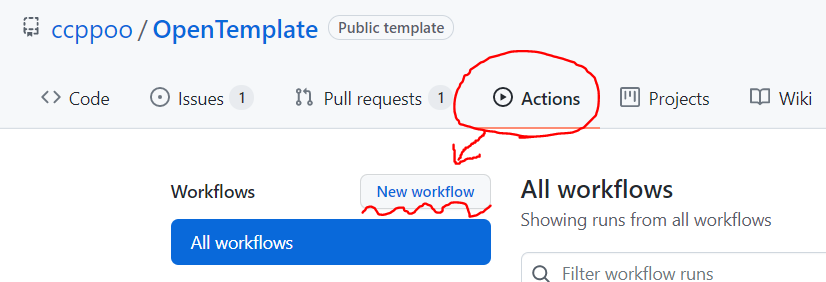 ccppoo / OpenTemplate Public template
Code Issues 1 Pull requests 1 Actions Projects Wiki
Workflows New workflow
All workflows
All workflows
Showing runs from all workflows
Filter workflow runs